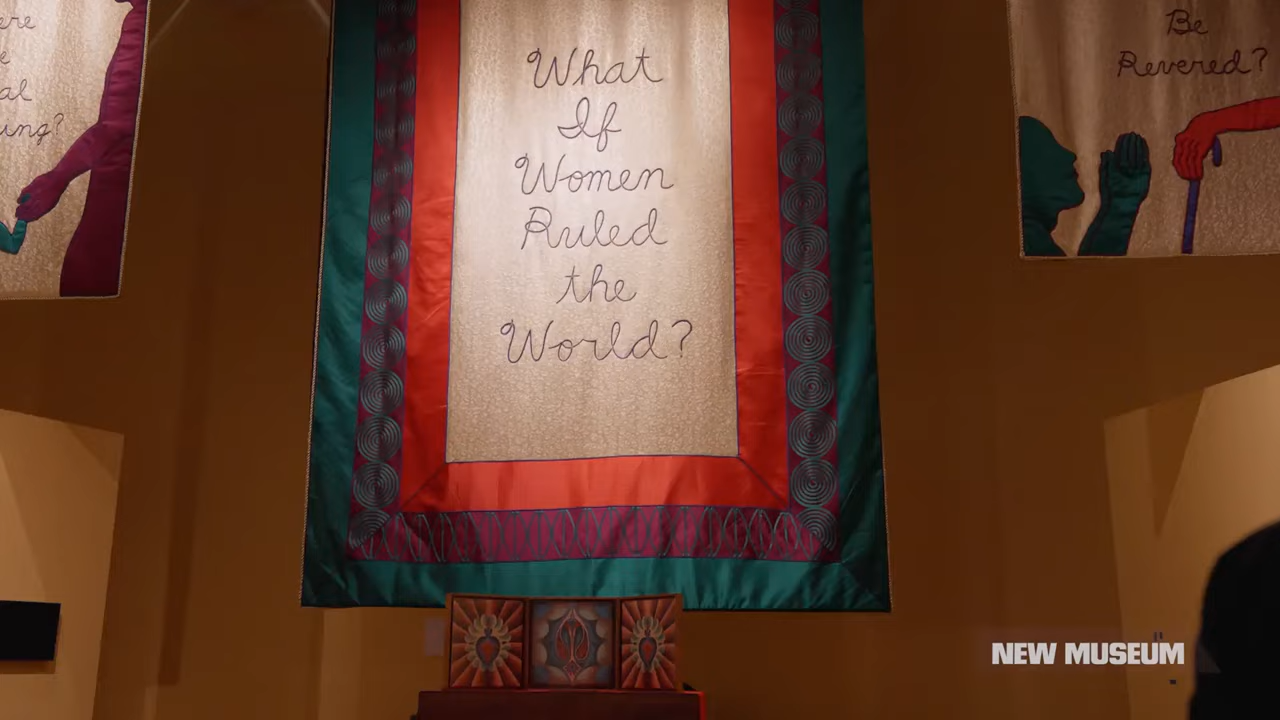 What
If
Women
Ruled
the
World?
Be
Revered?
NEW MUSEUM